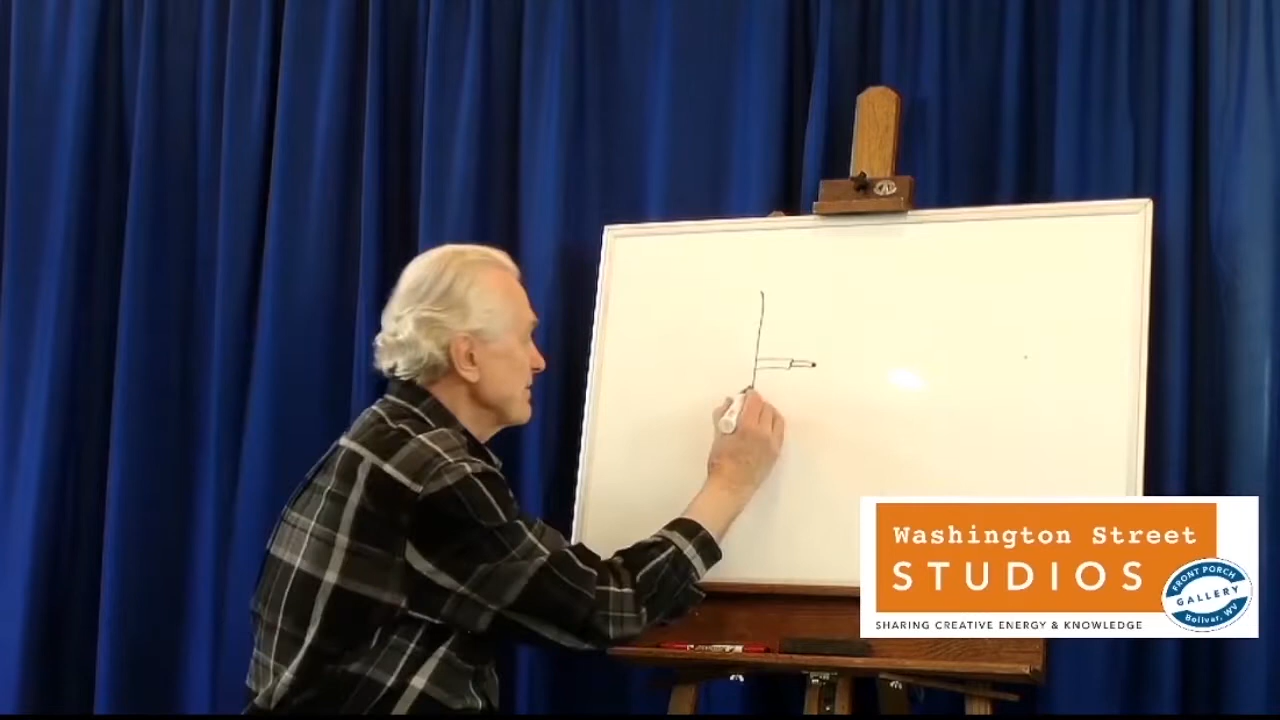 Washington Street
STUDIOS
FRONT PORCH
GALLERY
Bolivar, WV
SHARING CREATIVE ENERGY & KNOWLEDGE